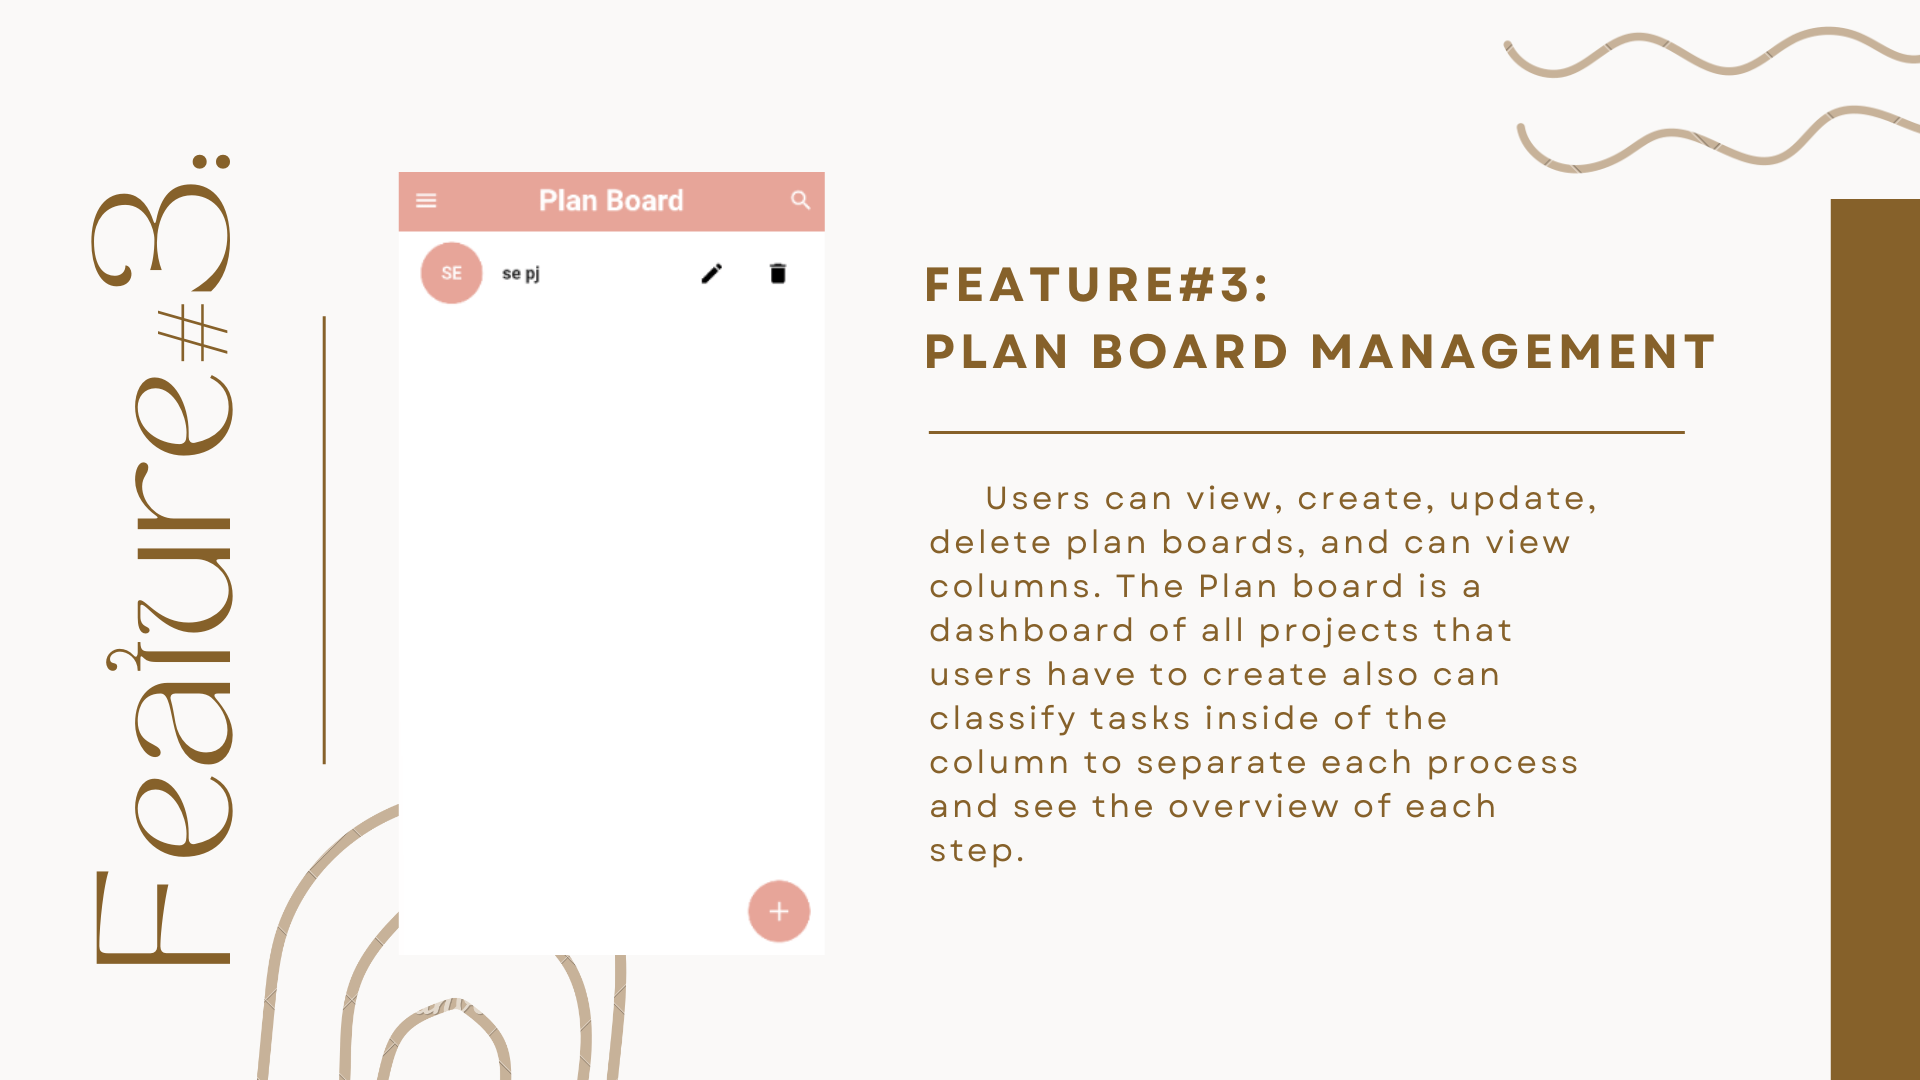 Feature#3:
Plan Board
SE
se pj
FEATURE#3:
PLAN BOARD MANAGEMENT
Users can view, create, update,
delete plan boards, and can view
columns. The Plan board is a
dashboard of all projects that
users have to create also can
classify tasks inside of the
column to separate each process
and see the overview of each
step.